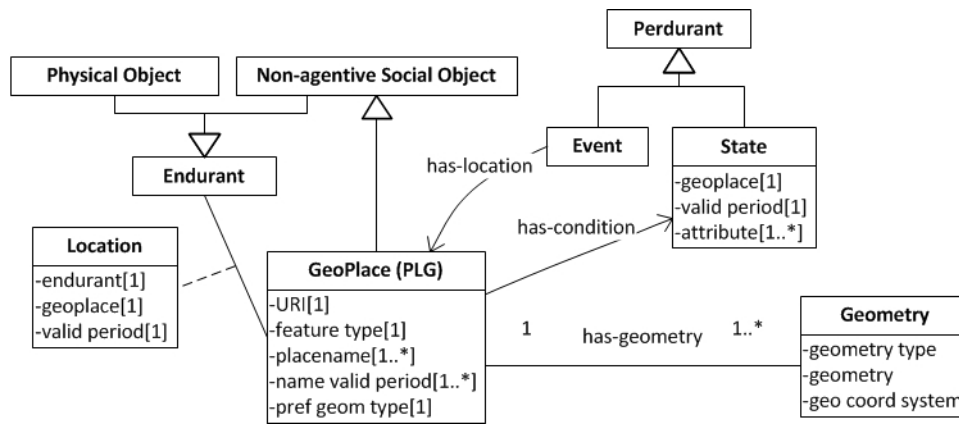 Perdurant
Physical Object
Non-agentive Social Object
Event
State
-geoplace[1]
-valid period[1]
-attribute[1..*]
has-location
Endurant
has-condition
Location
-endurant[1]
-geoplace[1]
-valid period[1]
GeoPlace (PLG)
-URI[1]
-feature type[1]
-placename[1..*]
-name valid period[1..*]
-pref geom type[1]
1
has-geometry
1..*
Geometry
-geometry type
-geometry
-geo coord system